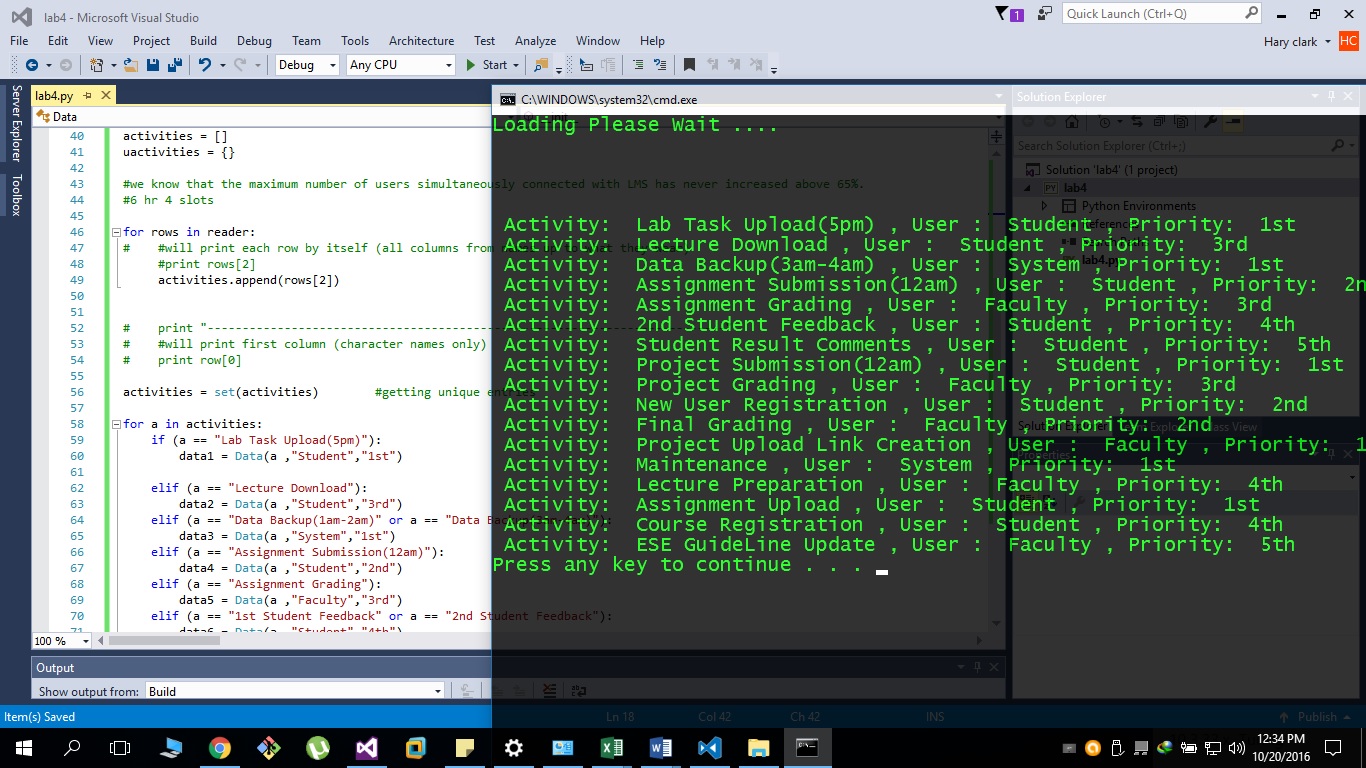 lab4 - Microsoft Visual Studio
1
Quick Launch (Ctrl+Q)
File Edit View Project Build Debug Team Tools Architecture Test Analyze Window Help
Hary clark HC
Debug Any CPU Start
Server Explorer
Toolbox
lab4.py
Data
40 activities = []
41 uactivities = {}
42
43 #we know that the maximum number of users simultaneously connected with LMS has never increased above 65%.
44 #6 hr 4 slots
45
46 for rows in reader:
47 # #will print each row by itself (all columns from
48 #print rows[2]
49 activities.append(rows[2])
50
51
52 # print "------------------------------------------------------------------
53 # #will print first column (character names only)
54 # print row[0]
55
56 activities = set(activities) #getting unique entries
57
58 for a in activities:
59 if (a == "Lab Task Upload(5pm)"):
60 data1 = Data(a ,"Student","1st")
61
62 elif (a == "Lecture Download"):
63 data2 = Data(a ,"Student","3rd")
64 elif (a == "Data Backup(1am-2am)" or a == "Data
65 data3 = Data(a ,"System","1st")
66 elif (a == "Assignment Submission(12am)"):
67 data4 = Data(a ,"Student","2nd")
68 elif (a == "Assignment Grading"):
69 data5 = Data(a ,"Faculty","3rd")
70 elif (a == "1st Student Feedback" or a == "2nd Student Feedback"):
71 data6 = Data(a ,"Student","4th")
100 %
Output
Show output from: Build
Item(s) Saved
C:\WINDOWS\system32\cmd.exe
Loading Please Wait ....
Activity: Lab Task Upload(5pm) , User : Student , Priority: 1st
Activity: Lecture Download , User : Student , Priority: 3rd
Activity: Data Backup(3am-4am) , User : System , Priority: 1st
Activity: Assignment Submission(12am) , User : Student , Priority: 2n
Activity: Assignment Grading , User : Faculty , Priority: 3rd
Activity: 2nd Student Feedback , User : Student , Priority: 4th
Activity: Student Result Comments , User : Student , Priority: 5th
Activity: Project Submission(12am) , User : Student , Priority: 1st
Activity: Project Grading , User : Faculty , Priority: 3rd
Activity: New User Registration , User : Student , Priority: 2nd
Activity: Final Grading , User : Faculty , Priority: 2nd
Activity: Project Upload Link Creation , User : Faculty , Priority: 1
Activity: Maintenance , User : System , Priority: 1st
Activity: Lecture Preparation , User : Faculty , Priority: 4th
Activity: Assignment Upload , User : Student , Priority: 1st
Activity: Course Registration , User : Student , Priority: 4th
Activity: ESE GuideLine Update , User : Faculty , Priority: 5th
Press any key to continue . . .
Solution Explorer
Search Solution Explorer (Ctrl+;)
Solution 'lab4' (1 project)
lab4
Python Environments
References
lab4.py
Class View
Properties
Ln 18 Col 42 Ch 42 INS
Publish
12:34 PM
10/20/2016